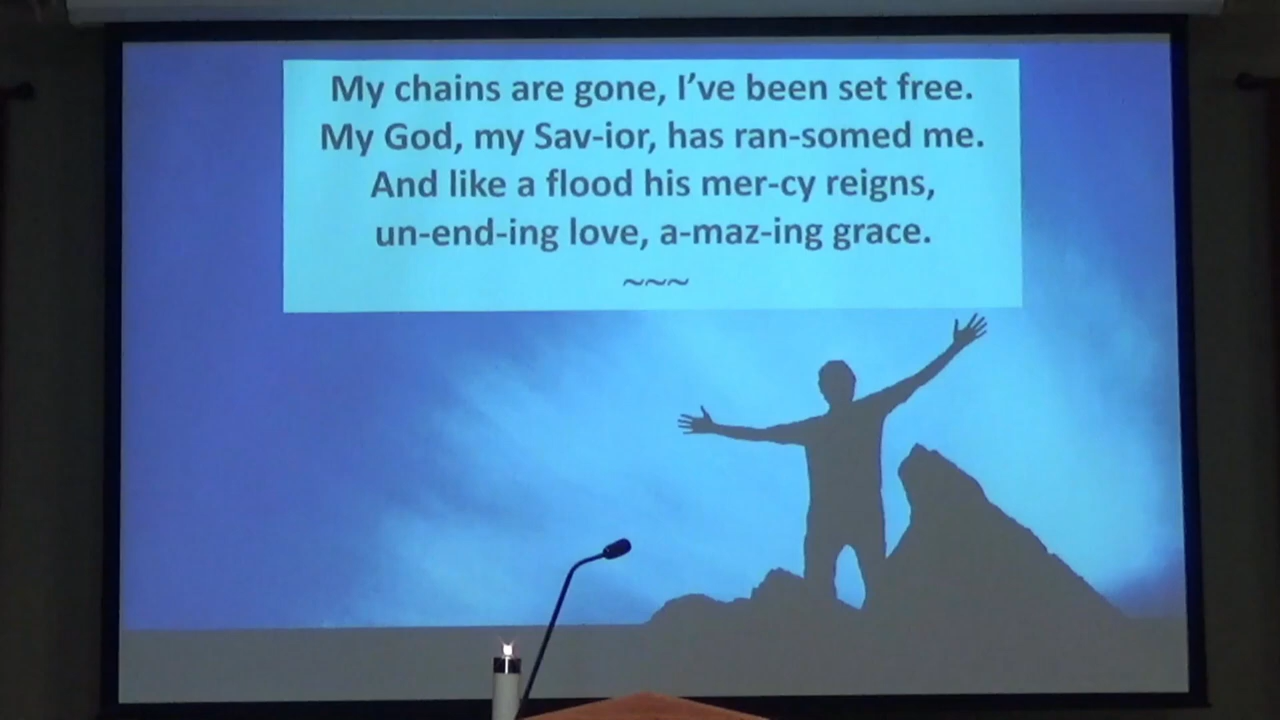 My chains are gone, I've been set free.
My God, my Sav-ior, has ran-somed me.
And like a flood his mer-cy reigns,
un-end-ing love, a-maz-ing grace.
~~~